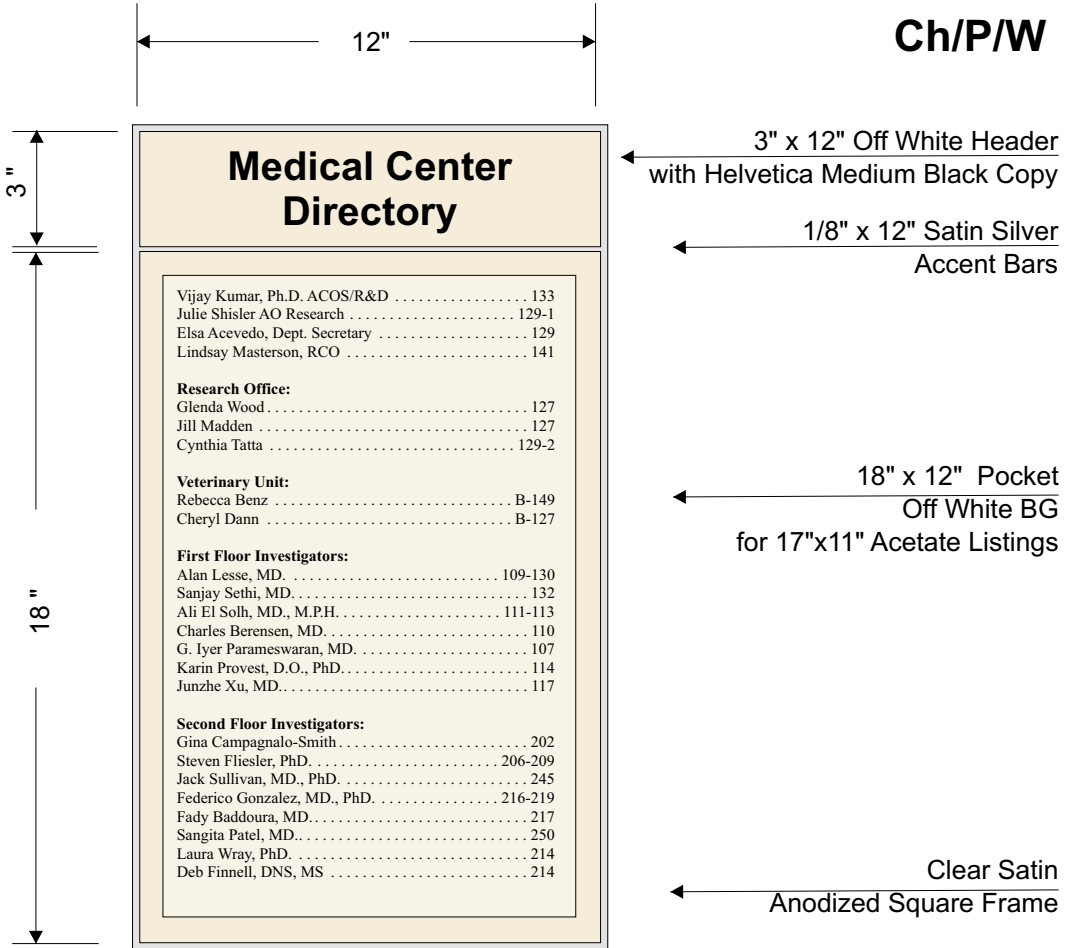 12"
Ch/P/W
3"
Medical Center
Directory
3" x 12" Off White Header
with Helvetica Medium Black Copy
1/8" x 12" Satin Silver
Accent Bars
18"
Vijay Kumar, Ph.D. ACOS/R&D . . . . . . . . . . . . . . . . . 133
Julie Shisler AO Research . . . . . . . . . . . . . . . . . . . . . 129-1
Elsa Acevedo, Dept. Secretary . . . . . . . . . . . . . . . . . . . 129
Lindsay Masterson, RCO . . . . . . . . . . . . . . . . . . . . . . . 141
Research Office:
Glenda Wood . . . . . . . . . . . . . . . . . . . . . . . . . . . . . . . . . 127
Jill Madden . . . . . . . . . . . . . . . . . . . . . . . . . . . . . . . . . . 127
Cynthia Tatta . . . . . . . . . . . . . . . . . . . . . . . . . . . . . . . 129-2
Veterinary Unit:
Rebecca Benz . . . . . . . . . . . . . . . . . . . . . . . . . . . . . . B-149
Cheryl Dann . . . . . . . . . . . . . . . . . . . . . . . . . . . . . . . B-127
First Floor Investigators:
Alan Lesse, MD. . . . . . . . . . . . . . . . . . . . . . . . . . . 109-130
Sanjay Sethi, MD. . . . . . . . . . . . . . . . . . . . . . . . . . . . . . 132
Ali El Solh, MD., M.P.H. . . . . . . . . . . . . . . . . . . . . 111-113
Charles Berensen, MD. . . . . . . . . . . . . . . . . . . . . . . . . . 110
G. Iyer Parameswaran, MD. . . . . . . . . . . . . . . . . . . . . . 107
Karin Provest, D.O., PhD. . . . . . . . . . . . . . . . . . . . . . . . 114
Junzhe Xu, MD.. . . . . . . . . . . . . . . . . . . . . . . . . . . . . . . 117
Second Floor Investigators:
Gina Campagnalo-Smith . . . . . . . . . . . . . . . . . . . . . . . . 202
Steven Fliesler, PhD. . . . . . . . . . . . . . . . . . . . . . . . 206-209
Jack Sullivan, MD., PhD. . . . . . . . . . . . . . . . . . . . . . . . 245
Federico Gonzalez, MD., PhD. . . . . . . . . . . . . . . . . 216-219
Fady Baddoura, MD. . . . . . . . . . . . . . . . . . . . . . . . . . . . 217
Sangita Patel, MD.. . . . . . . . . . . . . . . . . . . . . . . . . . . . . 250
Laura Wray, PhD. . . . . . . . . . . . . . . . . . . . . . . . . . . . . . 214
Deb Finnell, DNS, MS . . . . . . . . . . . . . . . . . . . . . . . . . 214
18" x 12" Pocket
Off White BG
for 17"x11" Acetate Listings
Clear Satin
Anodized Square Frame